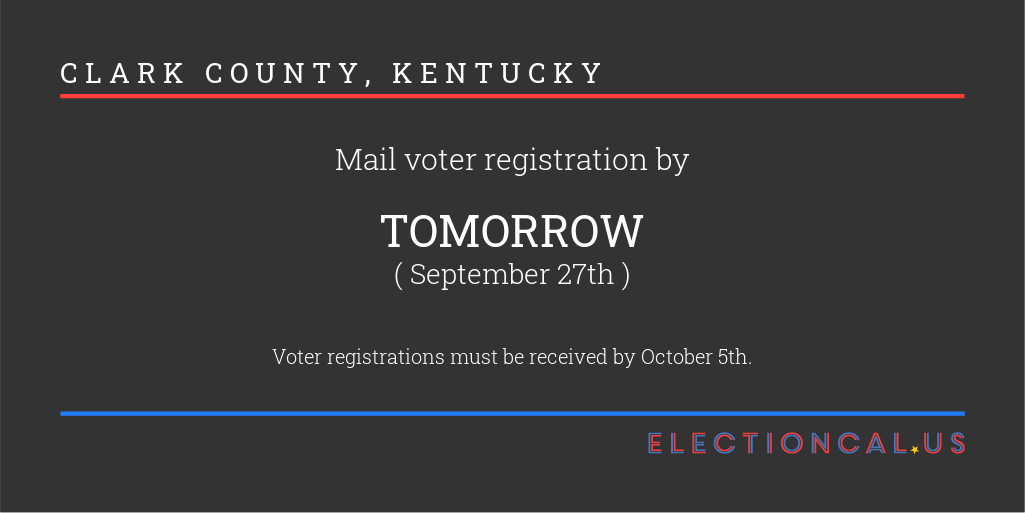 CLARK COUNTY, KENTUCKY
Mail voter registration by
TOMORROW
( September 27th )
Voter registrations must be received by October 5th.
ELECTIONCAL.US